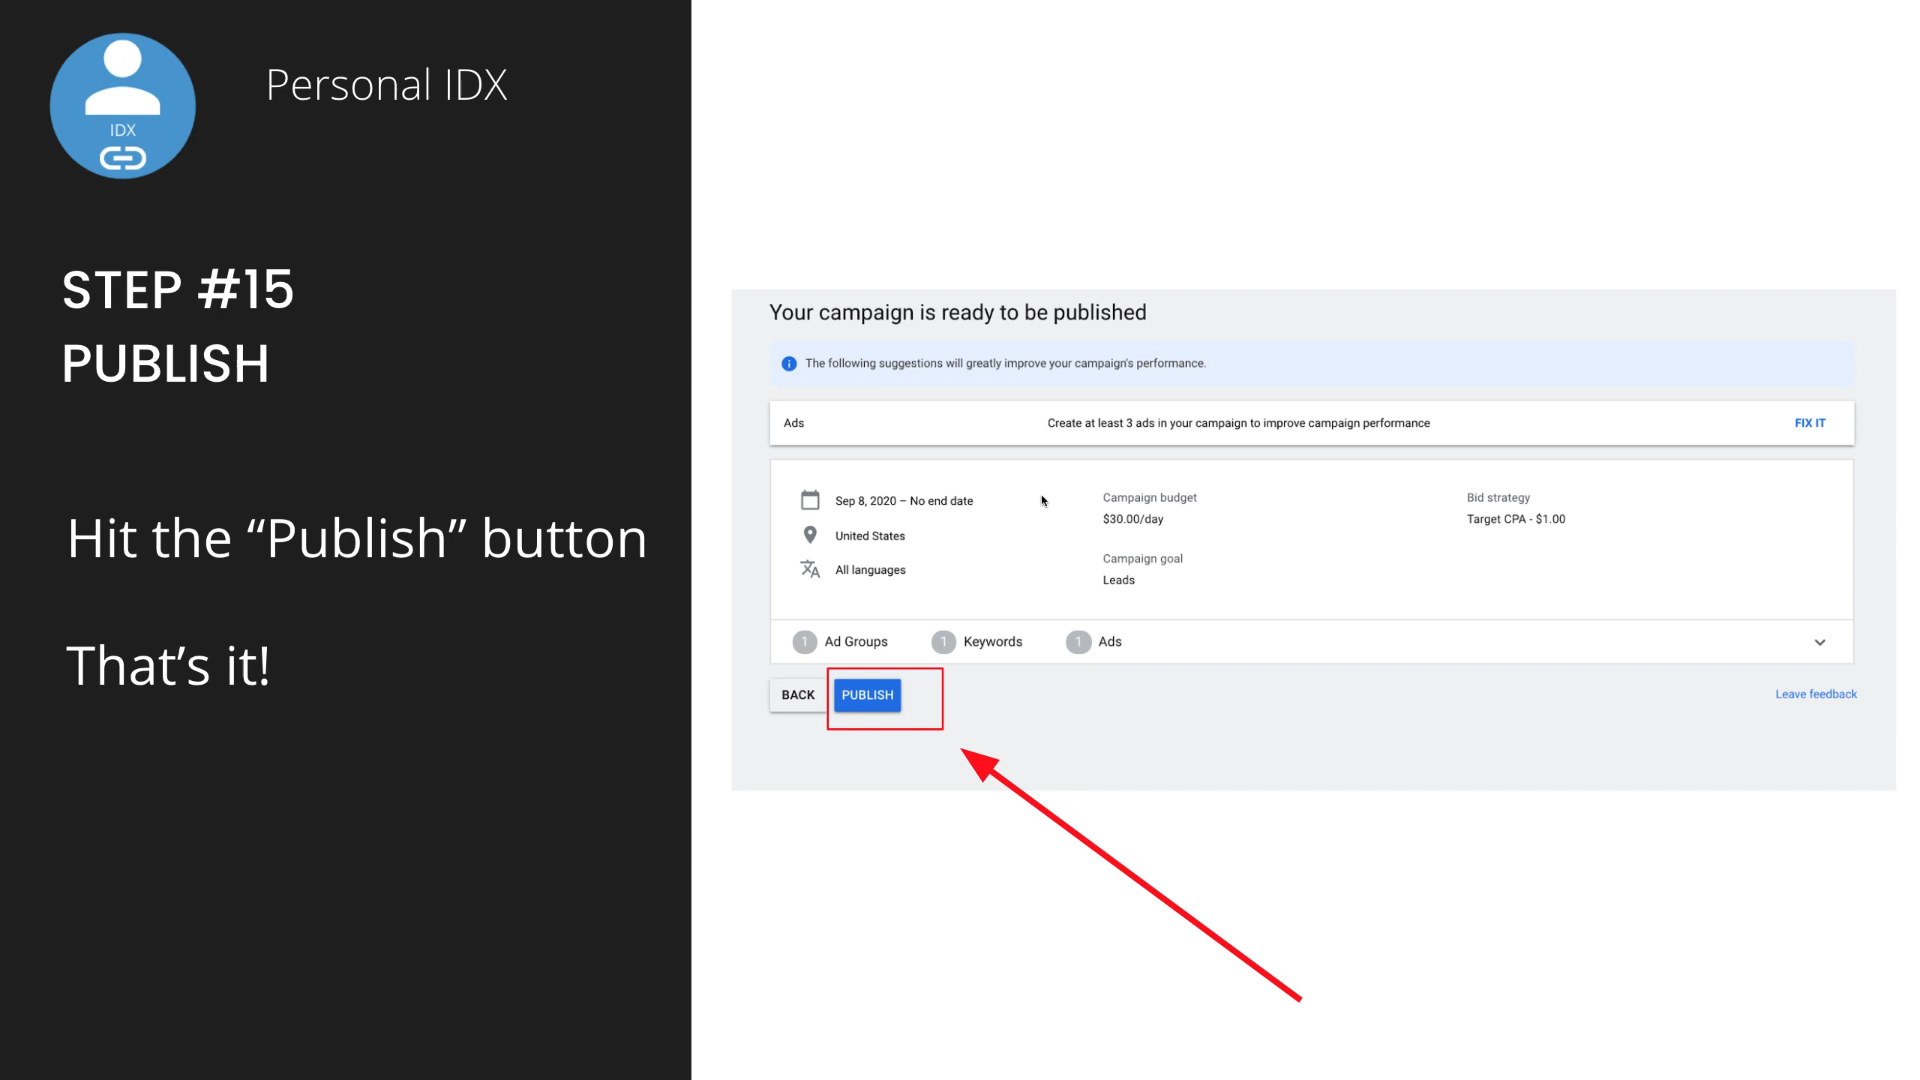 IDX
Personal IDX
STEP #15
PUBLISH
Hit the “Publish” button
That’s it!
Your campaign is ready to be published
The following suggestions will greatly improve your campaign's performance.
Ads Create at least 3 ads in your campaign to improve campaign performance FIX IT
Sep 8, 2020 – No end date
United States
All languages
Campaign budget
$30.00/day
Campaign goal
Leads
Bid strategy
Target CPA - $1.00
1 Ad Groups 1 Keywords 1 Ads
BACK PUBLISH Leave feedback